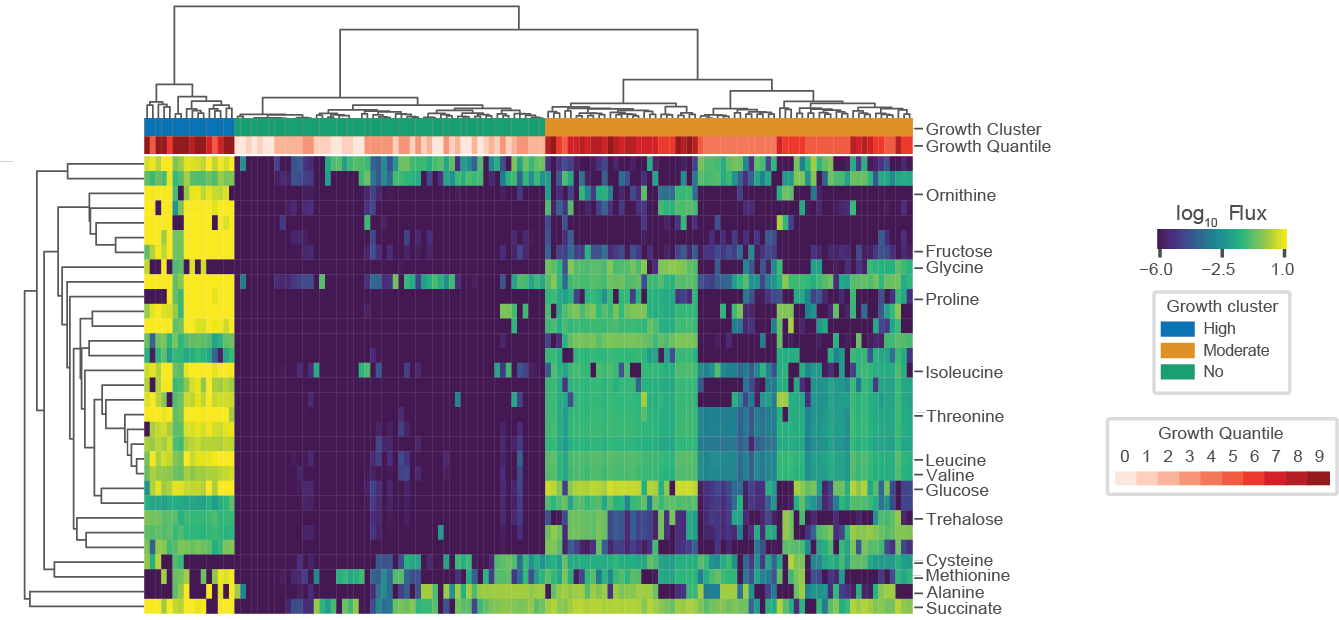 Growth Cluster
Growth Quantile
Ornithine
Fructose
Glycine
Proline
Isoleucine
Threonine
Leucine
Valine
Glucose
Trehalose
Cysteine
Methionine
Alanine
Succinate
log10 Flux
−6.0 −2.5 1.0
Growth cluster
High
Moderate
No
Growth Quantile
0 1 2 3 4 5 6 7 8 9